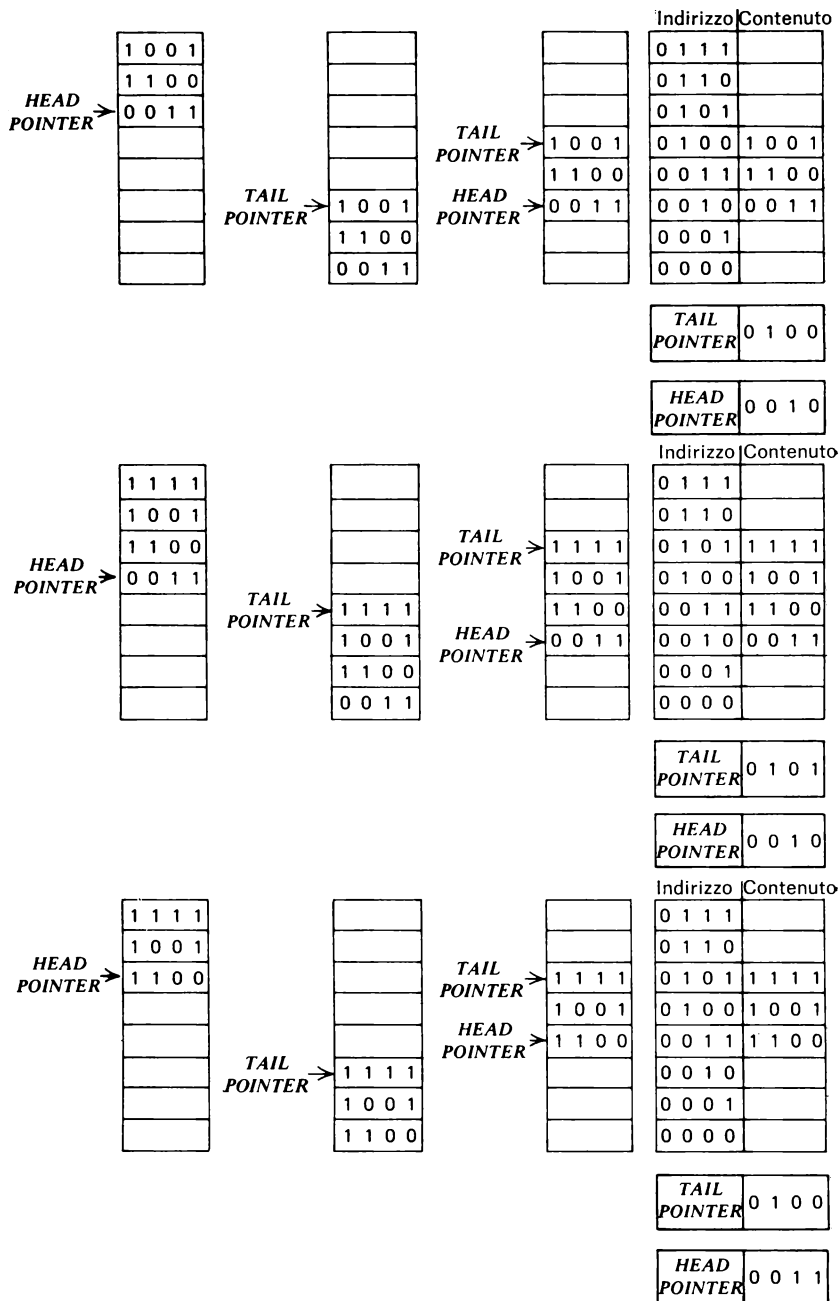 Indirizzo Contenuto
1 0 0 1 0 1 1 1
1 1 0 0 0 1 1 0
HEAD POINTER 0 0 1 1 0 1 0 1
TAIL POINTER 1 0 0 1 0 1 0 0 1 0 0 1
1 1 0 0 0 0 1 1 1 1 0 0
TAIL POINTER 1 0 0 1 HEAD POINTER 0 0 1 1 0 0 1 0 0 0 1 1
1 1 0 0 0 0 0 1
0 0 1 1 0 0 0 0
TAIL POINTER 0 1 0 0
HEAD POINTER 0 0 1 0
Indirizzo Contenuto
1 1 1 1 0 1 1 1
1 0 0 1 0 1 1 0
1 1 0 0 TAIL POINTER 1 1 1 1 0 1 0 1 1 1 1 1
HEAD POINTER 0 0 1 1 1 0 0 1 0 1 0 0 1 0 0 1
TAIL POINTER 1 1 1 1 1 1 0 0 0 0 1 1 1 1 0 0
1 0 0 1 HEAD POINTER 0 0 1 1 0 0 1 0 0 0 1 1
1 1 0 0 0 0 0 1
0 0 1 1 0 0 0 0
TAIL POINTER 0 1 0 1
HEAD POINTER 0 0 1 0
Indirizzo Contenuto
1 1 1 1 0 1 1 1
1 0 0 1 0 1 1 0
HEAD POINTER 1 1 0 0 TAIL POINTER 1 1 1 1 0 1 0 1 1 1 1 1
1 0 0 1 0 1 0 0 1 0 0 1
HEAD POINTER 1 1 0 0 0 0 1 1 1 1 0 0
TAIL POINTER 1 1 1 1 0 0 1 0
1 0 0 1 0 0 0 1
1 1 0 0 0 0 0 0
TAIL POINTER 0 1 0 0
HEAD POINTER 0 0 1 1